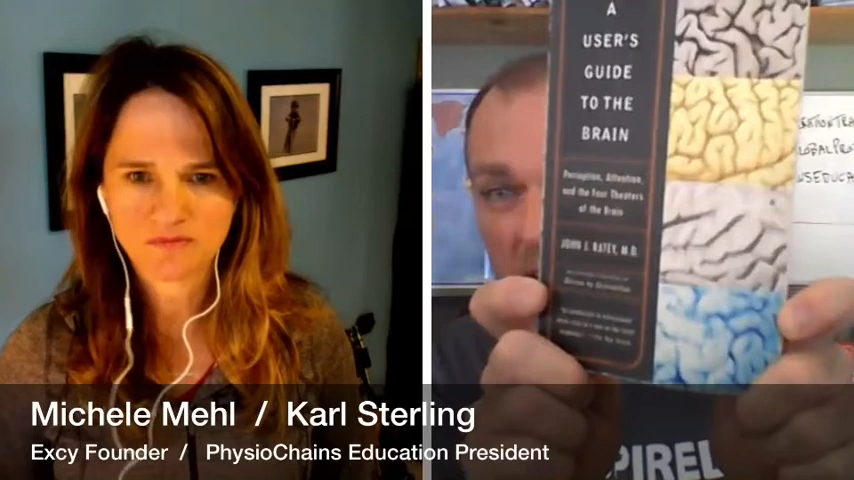 A
USER'S
GUIDE
TO THE
BRAIN
Perception, Attention,
and the Four Theaters
of the Brain
JOHN J. RATEY, M.D.
PIREL
Michele Mehl / Karl Sterling
Excy Founder / PhysioChains Education President